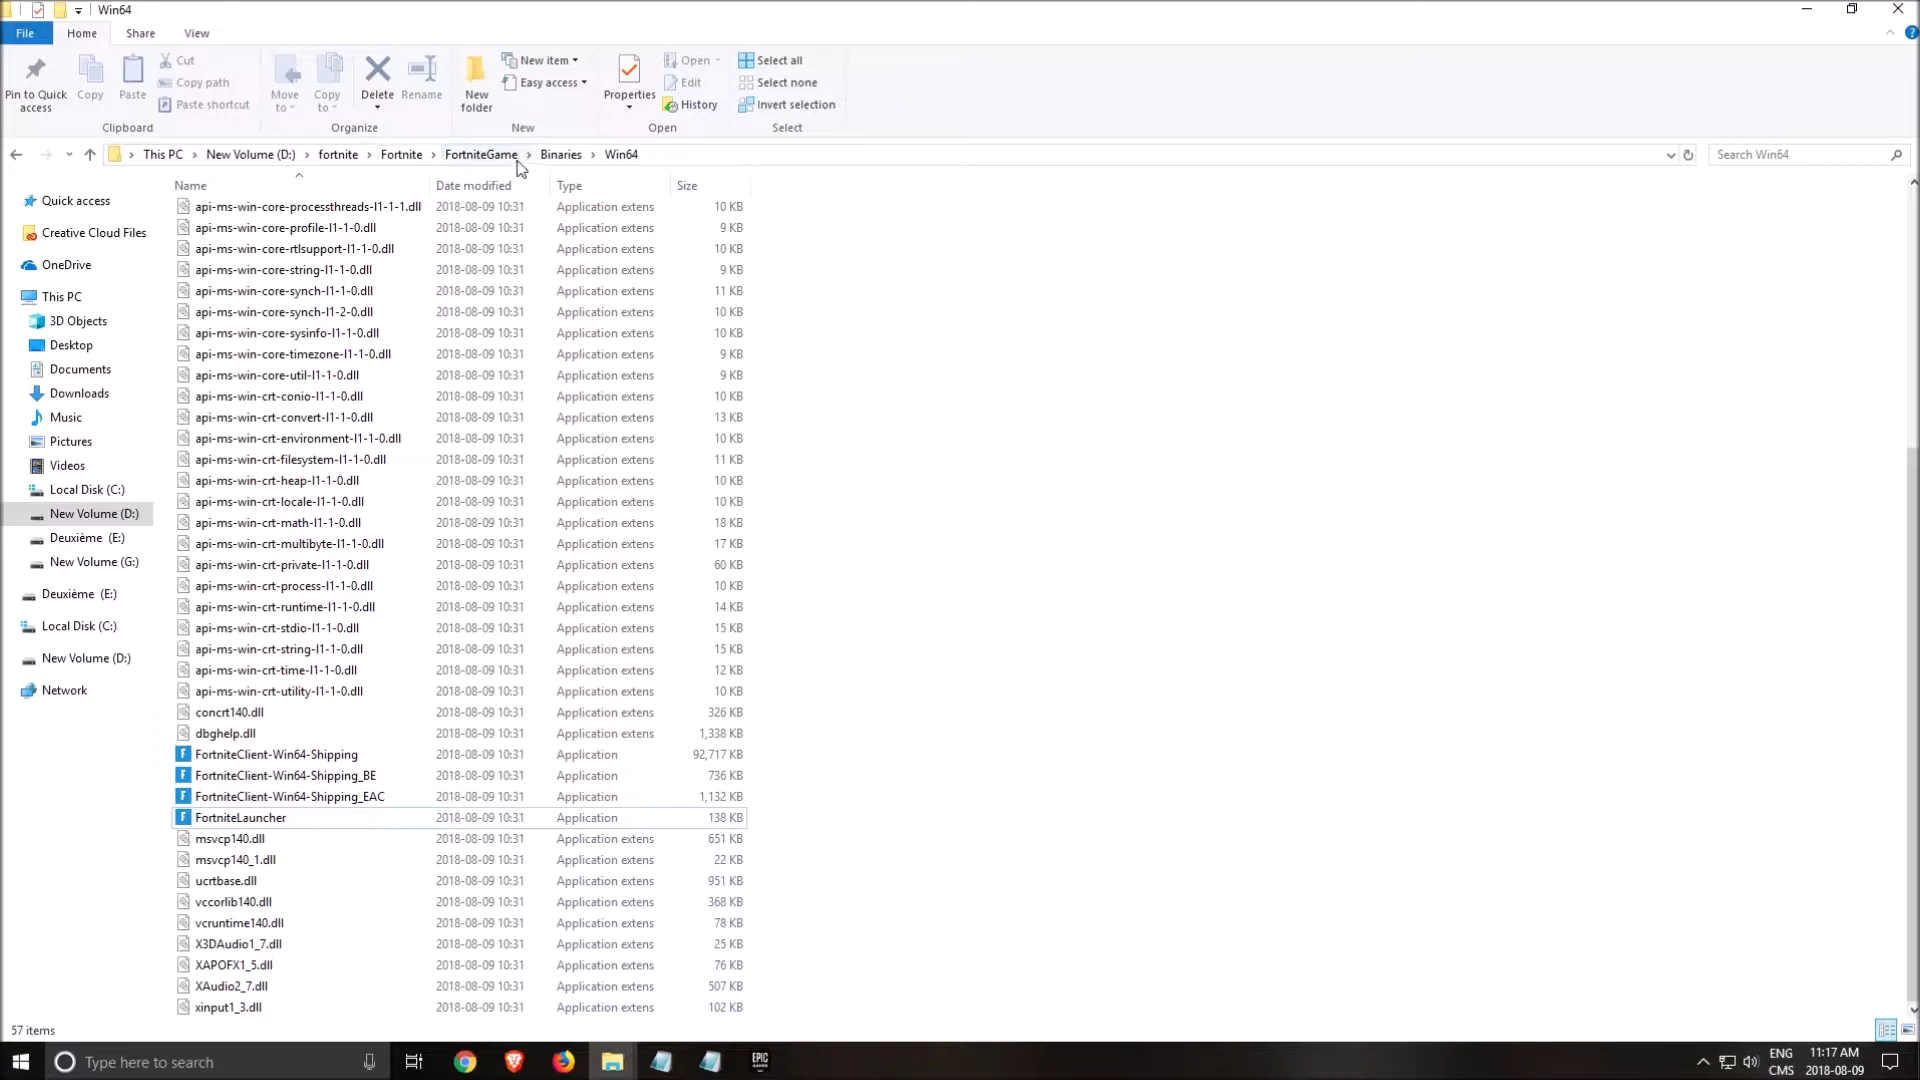 Win64
File Home Share View
Pin to Quick access
Copy
Paste
Cut
Copy path
Paste shortcut
Clipboard
Move to
Copy to
Delete
Rename
Organize
New folder
New item
Easy access
New
Properties
Open
Edit
History
Open
Select all
Select none
Invert selection
Select
This PC > New Volume (D:) > fortnite > Fortnite > FortniteGame > Binaries > Win64
Search Win64
Quick access
Creative Cloud Files
OneDrive
This PC
3D Objects
Desktop
Documents
Downloads
Music
Pictures
Videos
Local Disk (C:)
New Volume (D:)
Deuxième (E:)
New Volume (G:)
Deuxième (E:)
Local Disk (C:)
New Volume (D:)
Network
Name Date modified Type Size
api-ms-win-core-processthreads-l1-1-1.dll 2018-08-09 10:31 Application extens 10 KB
api-ms-win-core-profile-l1-1-0.dll 2018-08-09 10:31 Application extens 9 KB
api-ms-win-core-rtlsupport-l1-1-0.dll 2018-08-09 10:31 Application extens 10 KB
api-ms-win-core-string-l1-1-0.dll 2018-08-09 10:31 Application extens 9 KB
api-ms-win-core-synch-l1-1-0.dll 2018-08-09 10:31 Application extens 11 KB
api-ms-win-core-synch-l1-2-0.dll 2018-08-09 10:31 Application extens 10 KB
api-ms-win-core-sysinfo-l1-1-0.dll 2018-08-09 10:31 Application extens 10 KB
api-ms-win-core-timezone-l1-1-0.dll 2018-08-09 10:31 Application extens 9 KB
api-ms-win-core-util-l1-1-0.dll 2018-08-09 10:31 Application extens 9 KB
api-ms-win-crt-conio-l1-1-0.dll 2018-08-09 10:31 Application extens 10 KB
api-ms-win-crt-convert-l1-1-0.dll 2018-08-09 10:31 Application extens 13 KB
api-ms-win-crt-environment-l1-1-0.dll 2018-08-09 10:31 Application extens 10 KB
api-ms-win-crt-filesystem-l1-1-0.dll 2018-08-09 10:31 Application extens 11 KB
api-ms-win-crt-heap-l1-1-0.dll 2018-08-09 10:31 Application extens 10 KB
api-ms-win-crt-locale-l1-1-0.dll 2018-08-09 10:31 Application extens 10 KB
api-ms-win-crt-math-l1-1-0.dll 2018-08-09 10:31 Application extens 18 KB
api-ms-win-crt-multibyte-l1-1-0.dll 2018-08-09 10:31 Application extens 17 KB
api-ms-win-crt-private-l1-1-0.dll 2018-08-09 10:31 Application extens 60 KB
api-ms-win-crt-process-l1-1-0.dll 2018-08-09 10:31 Application extens 10 KB
api-ms-win-crt-runtime-l1-1-0.dll 2018-08-09 10:31 Application extens 14 KB
api-ms-win-crt-stdio-l1-1-0.dll 2018-08-09 10:31 Application extens 15 KB
api-ms-win-crt-string-l1-1-0.dll 2018-08-09 10:31 Application extens 15 KB
api-ms-win-crt-time-l1-1-0.dll 2018-08-09 10:31 Application extens 12 KB
api-ms-win-crt-utility-l1-1-0.dll 2018-08-09 10:31 Application extens 10 KB
concrt140.dll 2018-08-09 10:31 Application extens 326 KB
dbghelp.dll 2018-08-09 10:31 Application extens 1,338 KB
FortniteClient-Win64-Shipping 2018-08-09 10:31 Application 92,717 KB
FortniteClient-Win64-Shipping_BE 2018-08-09 10:31 Application 736 KB
FortniteClient-Win64-Shipping_EAC 2018-08-09 10:31 Application 1,132 KB
FortniteLauncher 2018-08-09 10:31 Application 138 KB
msvcp140.dll 2018-08-09 10:31 Application extens 651 KB
msvcp140_1.dll 2018-08-09 10:31 Application extens 22 KB
ucrtbase.dll 2018-08-09 10:31 Application extens 951 KB
vccorlib140.dll 2018-08-09 10:31 Application extens 368 KB
vcruntime140.dll 2018-08-09 10:31 Application extens 78 KB
X3DAudio1_7.dll 2018-08-09 10:31 Application extens 25 KB
XAPOFX1_5.dll 2018-08-09 10:31 Application extens 76 KB
XAudio2_7.dll 2018-08-09 10:31 Application extens 507 KB
xinput1_3.dll 2018-08-09 10:31 Application extens 102 KB
57 items
Type here to search
EPIC GAMES
ENG 11:17 AM
CMS 2018-08-09